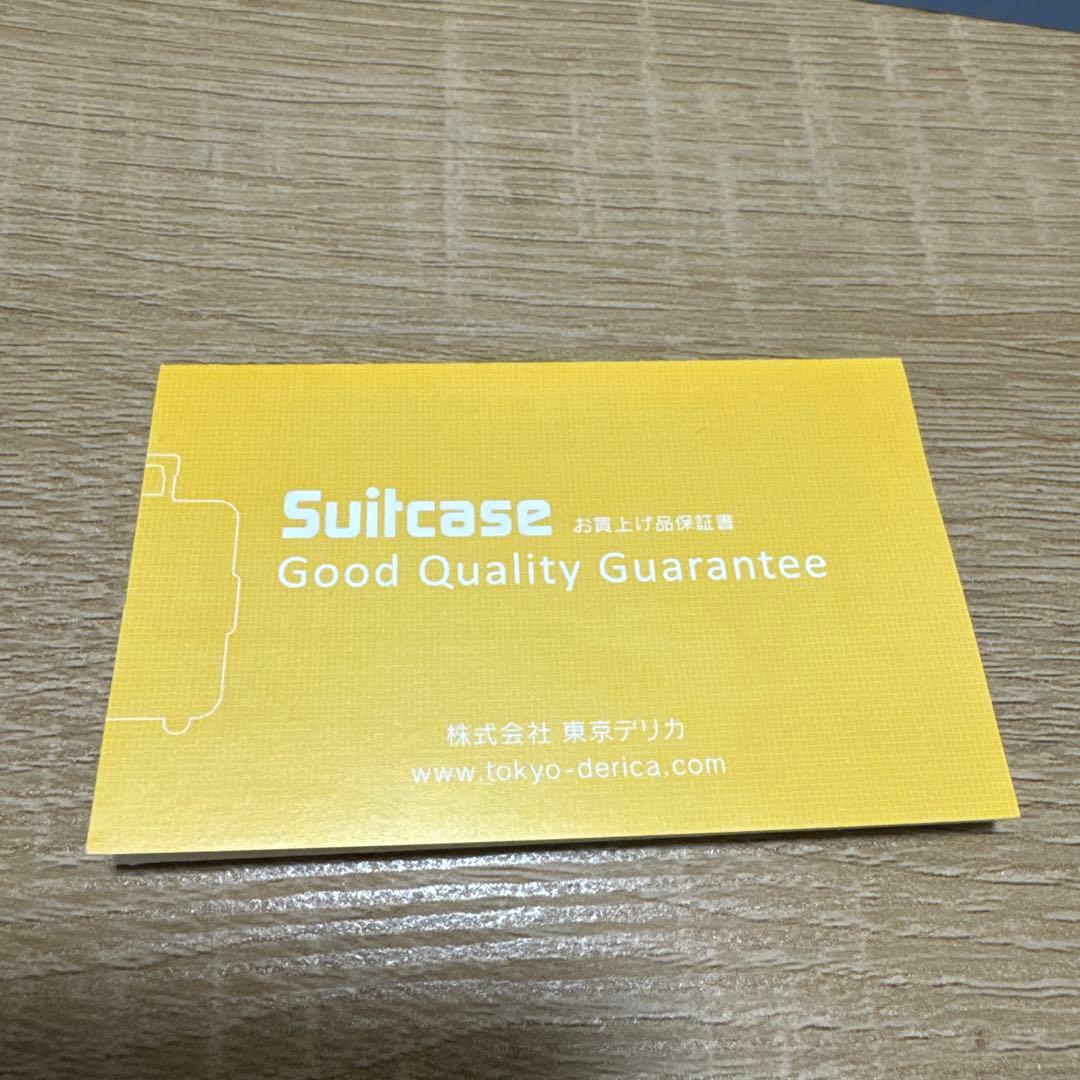 Suitcase お買上げ品保証書
Good Quality Guarantee
株式会社 東京デリカ
www.tokyo-derica.com